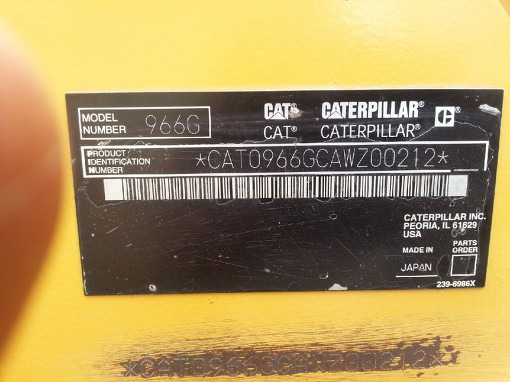 MODEL NUMBER 966G
CAT® CATERPILLAR® C
CAT® CATERPILLAR®
PRODUCT IDENTIFICATION NUMBER *CAT0966GCAWZ00212*
CATERPILLAR INC.
PEORIA, IL 61629
USA
MADE IN PARTS ORDER
JAPAN
239-6986X
*CAT0966GCAWZ00212*